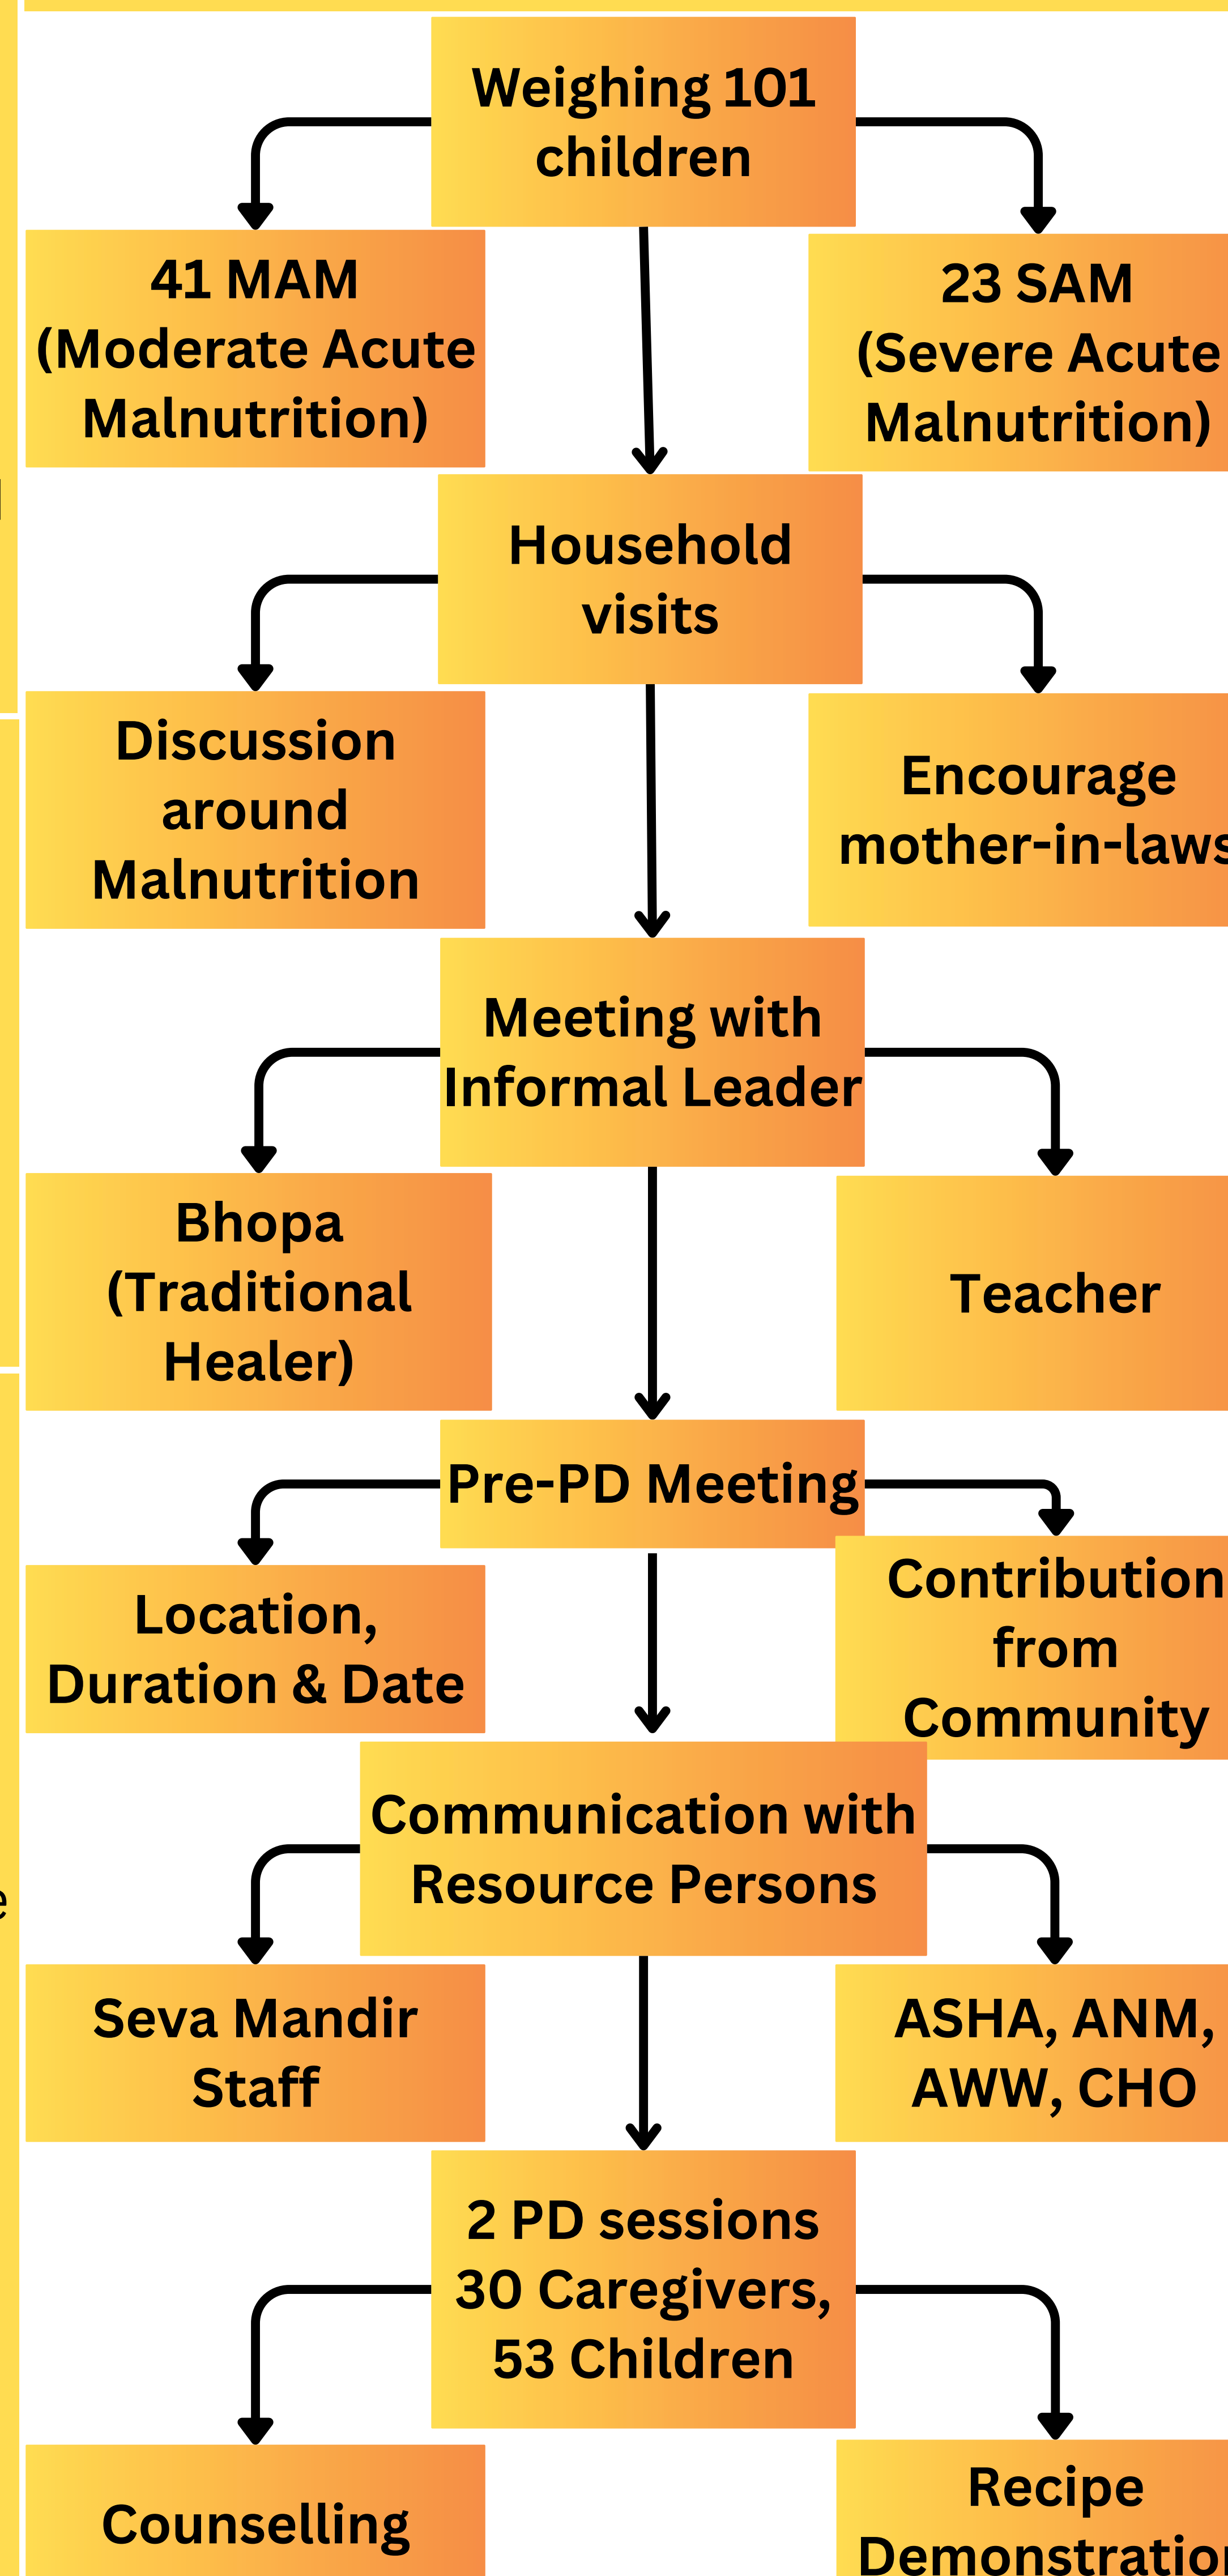 Weighing 101
children
41 MAM
(Moderate Acute
Malnutrition)
23 SAM
(Severe Acute
Malnutrition)
Household
visits
Discussion
around
Malnutrition
Encourage
mother-in-laws
Meeting with
Informal Leader
Bhopa
(Traditional
Healer)
Teacher
Pre-PD Meeting
Location,
Duration & Date
Contribution
from
Community
Communication with
Resource Persons
Seva Mandir
Staff
ASHA, ANM,
AWW, CHO
2 PD sessions
30 Caregivers,
53 Children
Counselling
Recipe
Demonstration